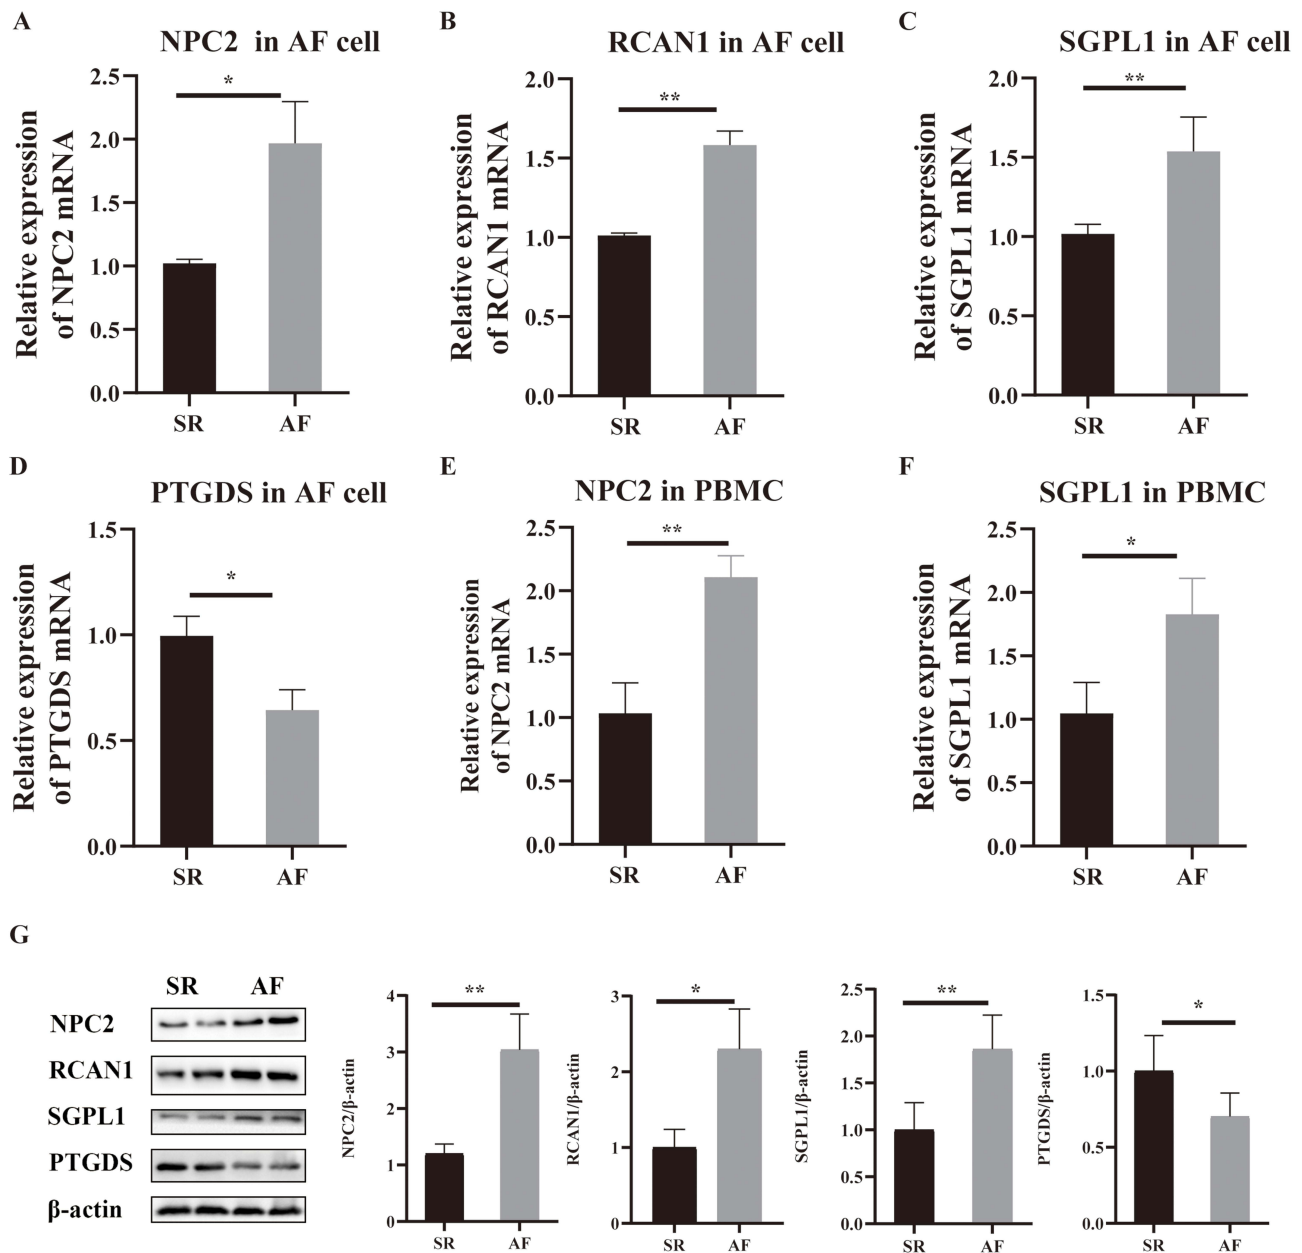 A
NPC2 in AF cell
Relative expression
of NPC2 mRNA
2.5
2.0
1.5
1.0
0.5
0.0
*
SR
AF
B
RCAN1 in AF cell
Relative expression
of RCAN1 mRNA
2.0
1.5
1.0
0.5
0.0
**
SR
AF
C
SGPL1 in AF cell
Relative expression
of SGPL1 mRNA
2.0
1.5
1.0
0.5
0.0
**
SR
AF
D
PTGDS in AF cell
Relative expression
of PTGDS mRNA
1.5
1.0
0.5
0.0
*
SR
AF
E
NPC2 in PBMC
Relative expression
of NPC2 mRNA
2.5
2.0
1.5
1.0
0.5
0.0
**
SR
AF
F
SGPL1 in PBMC
Relative expression
of SGPL1 mRNA
2.5
2.0
1.5
1.0
0.5
0.0
*
SR
AF
G
SR AF
NPC2
RCAN1
SGPL1
PTGDS
β-actin
NPC2/β-actin
4
3
2
1
0
**
SR
AF
RCAN1/β-actin
3
2
1
0
*
SR
AF
SGPL1/β-actin
2.5
2.0
1.5
1.0
0.5
0.0
**
SR
AF
PTGDS/β-actin
1.5
1.0
0.5
0.0
*
SR
AF